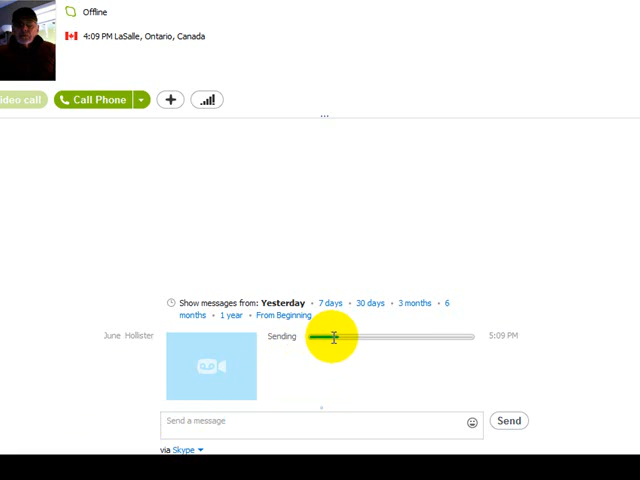 Offline
4:09 PM LaSalle, Ontario, Canada
ideo call
Call Phone
Show messages from: Yesterday • 7 days • 30 days • 3 months • 6
months • 1 year • From Beginning
June Hollister
Sending
5:09 PM
Send a message
Send
via Skype